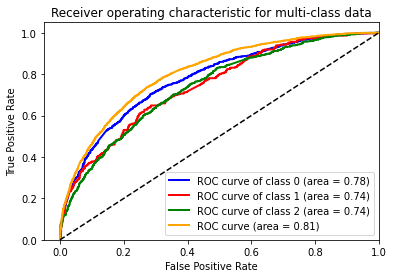 Receiver operating characteristic for multi-class data
True Positive Rate
1.0
0.8
0.6
0.4
0.2
0.0
ROC curve of class 0 (area = 0.78)
ROC curve of class 1 (area = 0.74)
ROC curve of class 2 (area = 0.74)
ROC curve (area = 0.81)
0.0 0.2 0.4 0.6 0.8 1.0
False Positive Rate